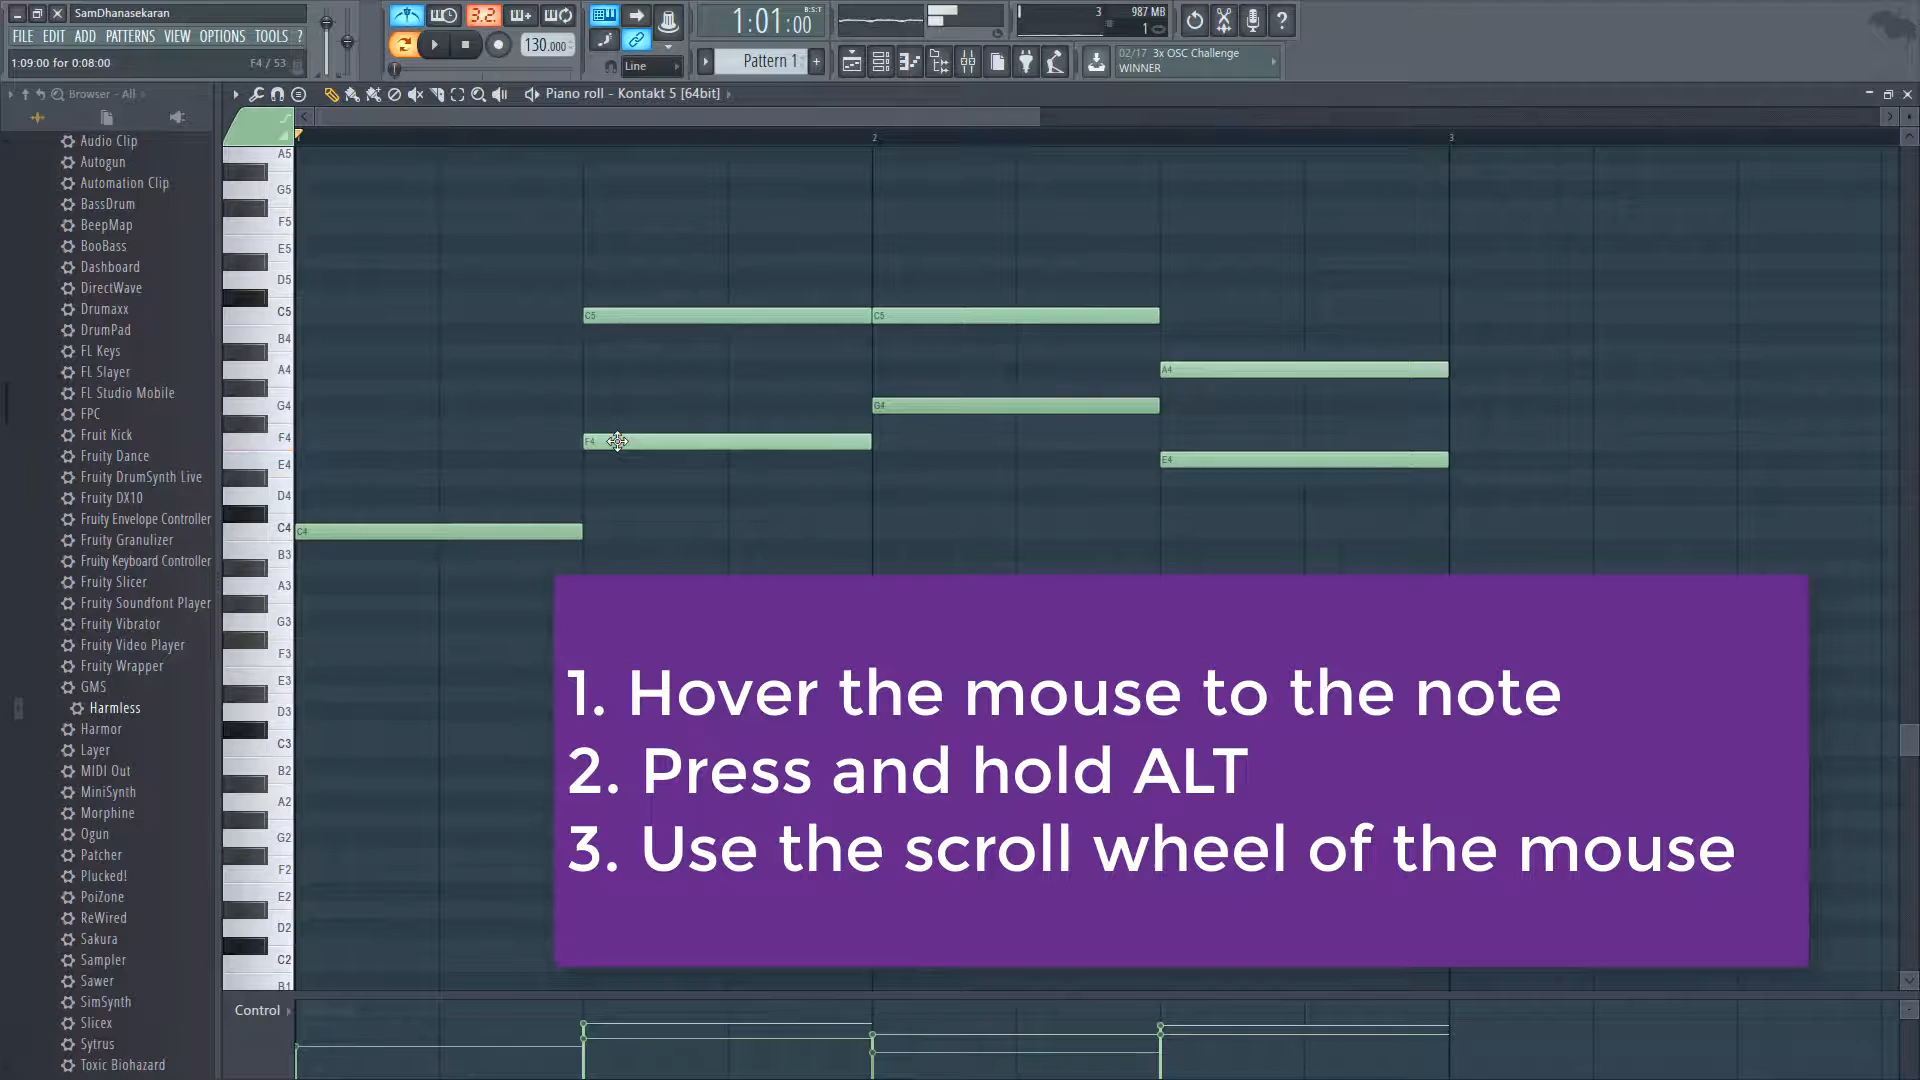 SamDhanasekaran
FILE EDIT ADD PATTERNS VIEW OPTIONS TOOLS ?
1:09:00 for 0:08:00 F4 / 53
3.2.
130.000
Line
1:01:00 B:S:T
Pattern 1 +
3 987 MB
1
?
02/17 3x OSC Challenge
WINNER
Browser - All
Piano roll - Kontakt 5 [64bit]
Audio Clip
Autogun
Automation Clip
BassDrum
BeepMap
BooBass
Dashboard
DirectWave
Drumaxx
DrumPad
FL Keys
FL Slayer
FL Studio Mobile
FPC
Fruit Kick
Fruity Dance
Fruity DrumSynth Live
Fruity DX10
Fruity Envelope Controller
Fruity Granulizer
Fruity Keyboard Controller
Fruity Slicer
Fruity Soundfont Player
Fruity Vibrator
Fruity Video Player
Fruity Wrapper
GMS
Harmless
Harmor
Layer
MIDI Out
MiniSynth
Morphine
Ogun
Patcher
Plucked!
PoiZone
ReWired
Sakura
Sampler
Sawer
SimSynth
Slicex
Sytrus
Toxic Biohazard
2 3
A5
G5
F5
E5
D5
C5
B4
A4
G4
F4
E4
D4
C4
B3
A3
G3
F3
E3
D3
C3
B2
A2
G2
F2
E2
D2
C2
B1
C5 C5
A4
G4
F4
E4
C4
1. Hover the mouse to the note
2. Press and hold ALT
3. Use the scroll wheel of the mouse
Control